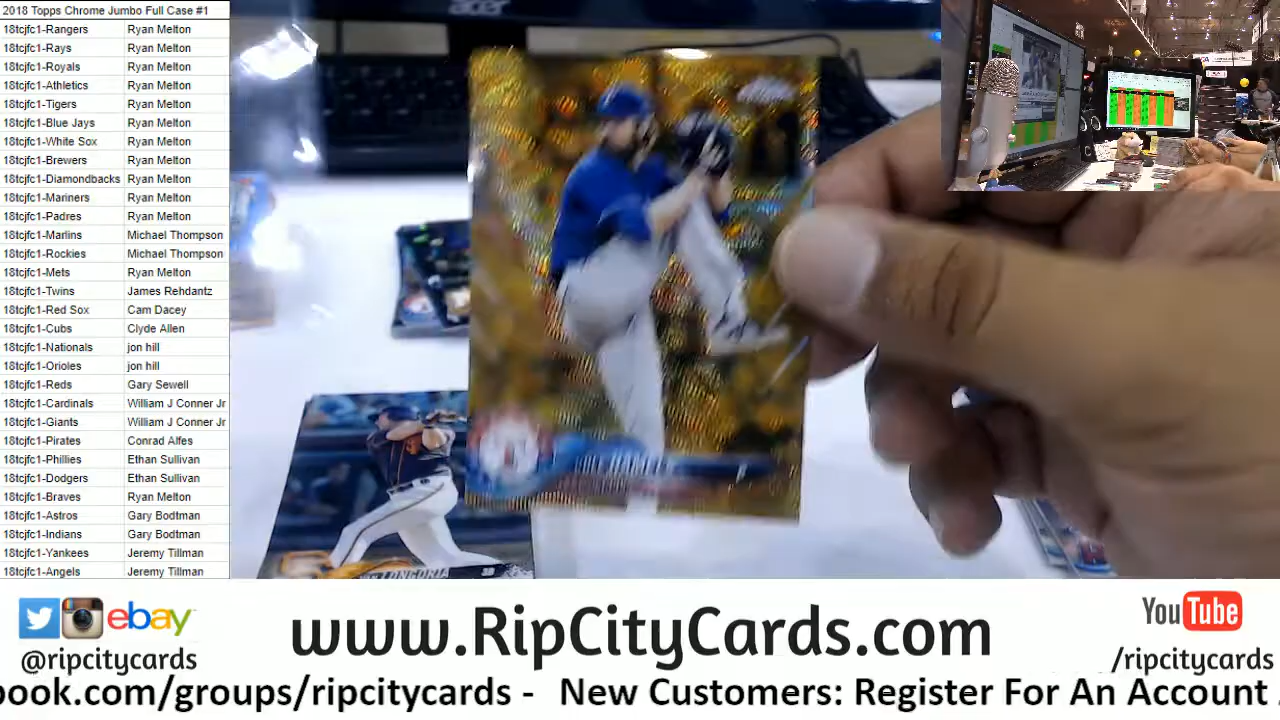 2018 Topps Chrome Jumbo Full Case #1
18tcjfc1-Rangers Ryan Melton
18tcjfc1-Rays Ryan Melton
18tcjfc1-Royals Ryan Melton
18tcjfc1-Athletics Ryan Melton
18tcjfc1-Tigers Ryan Melton
18tcjfc1-Blue Jays Ryan Melton
18tcjfc1-White Sox Ryan Melton
18tcjfc1-Brewers Ryan Melton
18tcjfc1-Diamondbacks Ryan Melton
18tcjfc1-Mariners Ryan Melton
18tcjfc1-Padres Ryan Melton
18tcjfc1-Marlins Michael Thompson
18tcjfc1-Rockies Michael Thompson
18tcjfc1-Mets Ryan Melton
18tcjfc1-Twins James Rehdantz
18tcjfc1-Red Sox Cam Dacey
18tcjfc1-Cubs Clyde Allen
18tcjfc1-Nationals jon hill
18tcjfc1-Orioles jon hill
18tcjfc1-Reds Gary Sewell
18tcjfc1-Cardinals William J Conner Jr
18tcjfc1-Giants William J Conner Jr
18tcjfc1-Pirates Conrad Alfes
18tcjfc1-Phillies Ethan Sullivan
18tcjfc1-Dodgers Ethan Sullivan
18tcjfc1-Braves Ryan Melton
18tcjfc1-Astros Gary Bodtman
18tcjfc1-Indians Gary Bodtman
18tcjfc1-Yankees Jeremy Tillman
18tcjfc1-Angels Jeremy Tillman
acer
LONGORIA
ebay
@ripcitycards
www.RipCityCards.com
YouTube
/ripcitycards
book.com/groups/ripcitycards - New Customers: Register For An Account